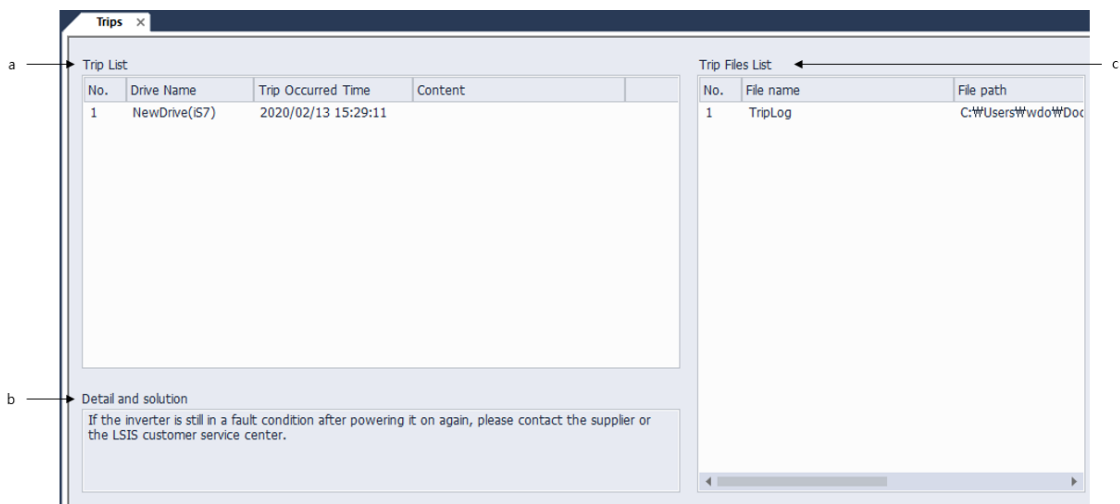 Trips ×
a
Trip List
No. Drive Name Trip Occurred Time Content
1 NewDrive(iS7) 2020/02/13 15:29:11
b
Detail and solution
If the inverter is still in a fault condition after powering it on again, please contact the supplier or
the LSIS customer service center.
c
Trip Files List
No. File name File path
1 TripLog C:₩Users₩wdo₩Doc